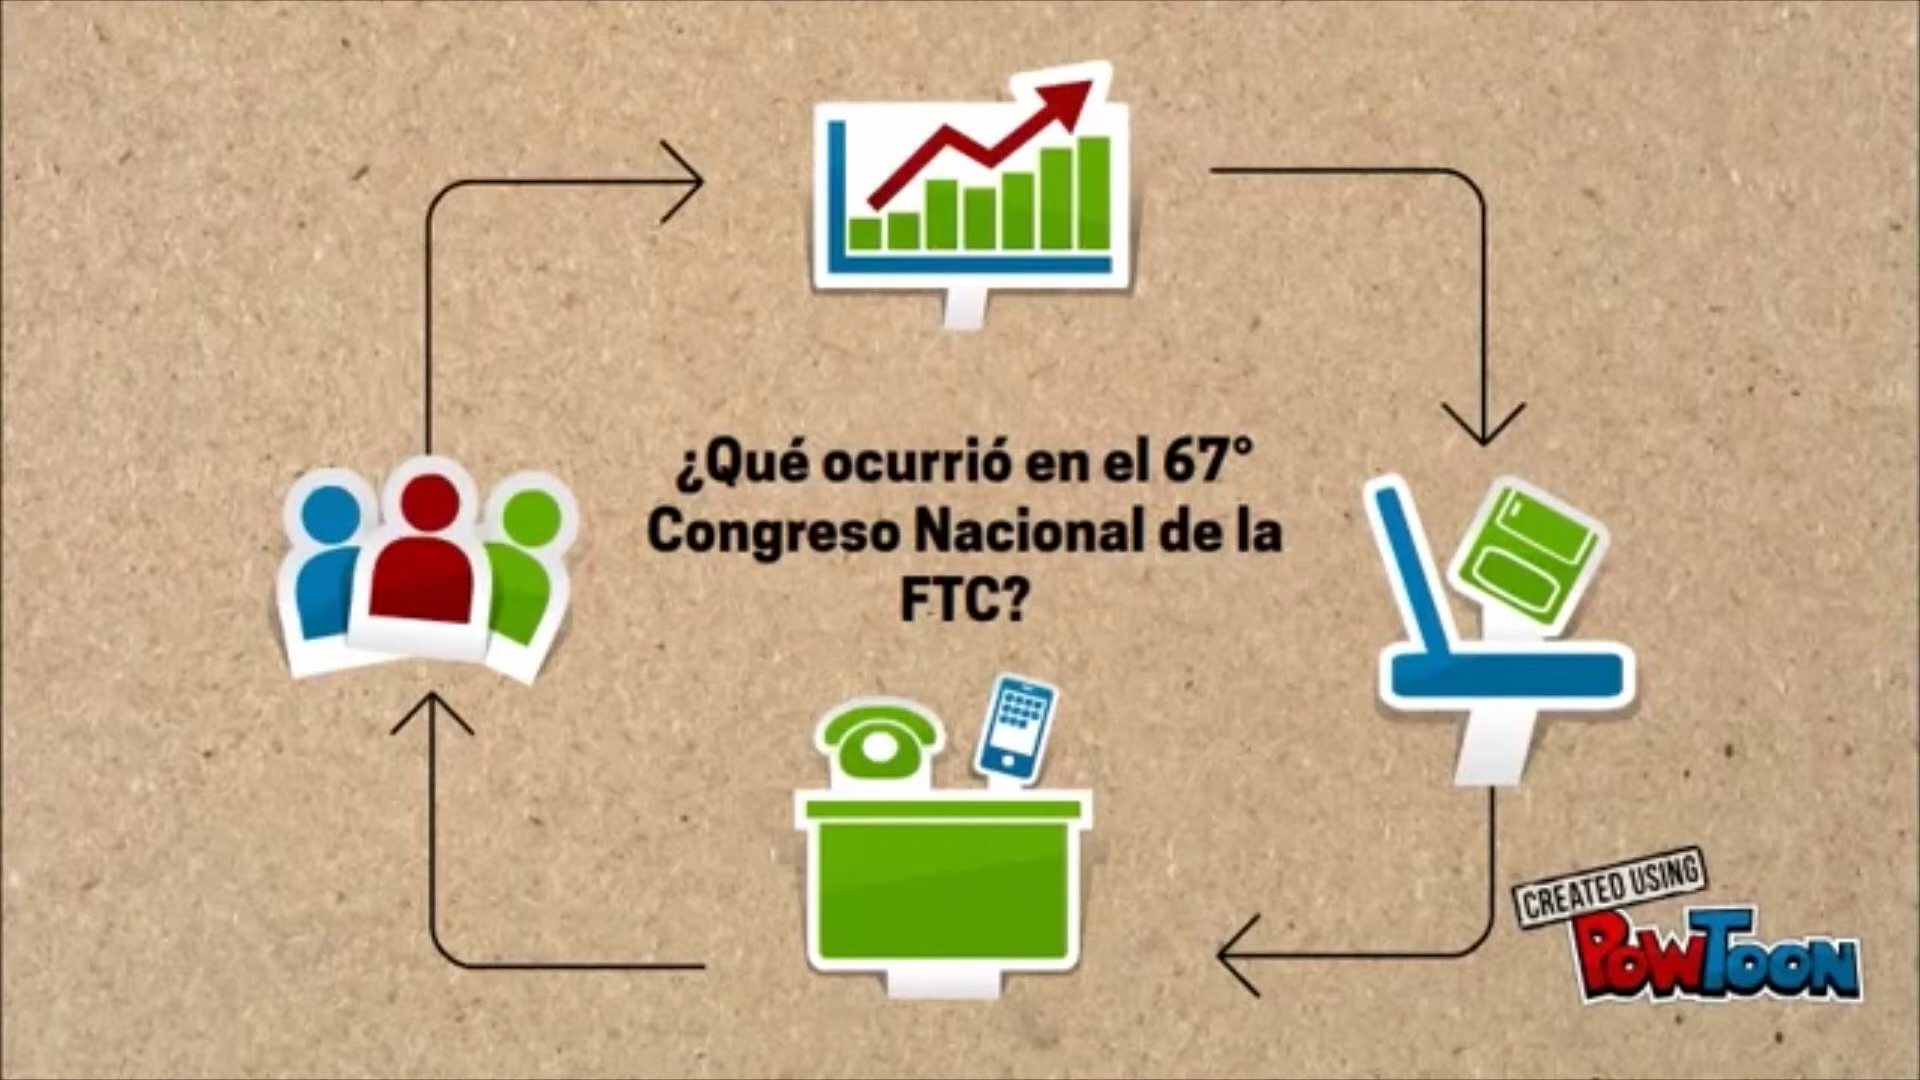 ¿Qué ocurrió en el 67°
Congreso Nacional de la
FTC?
CREATED USING
POWTOON